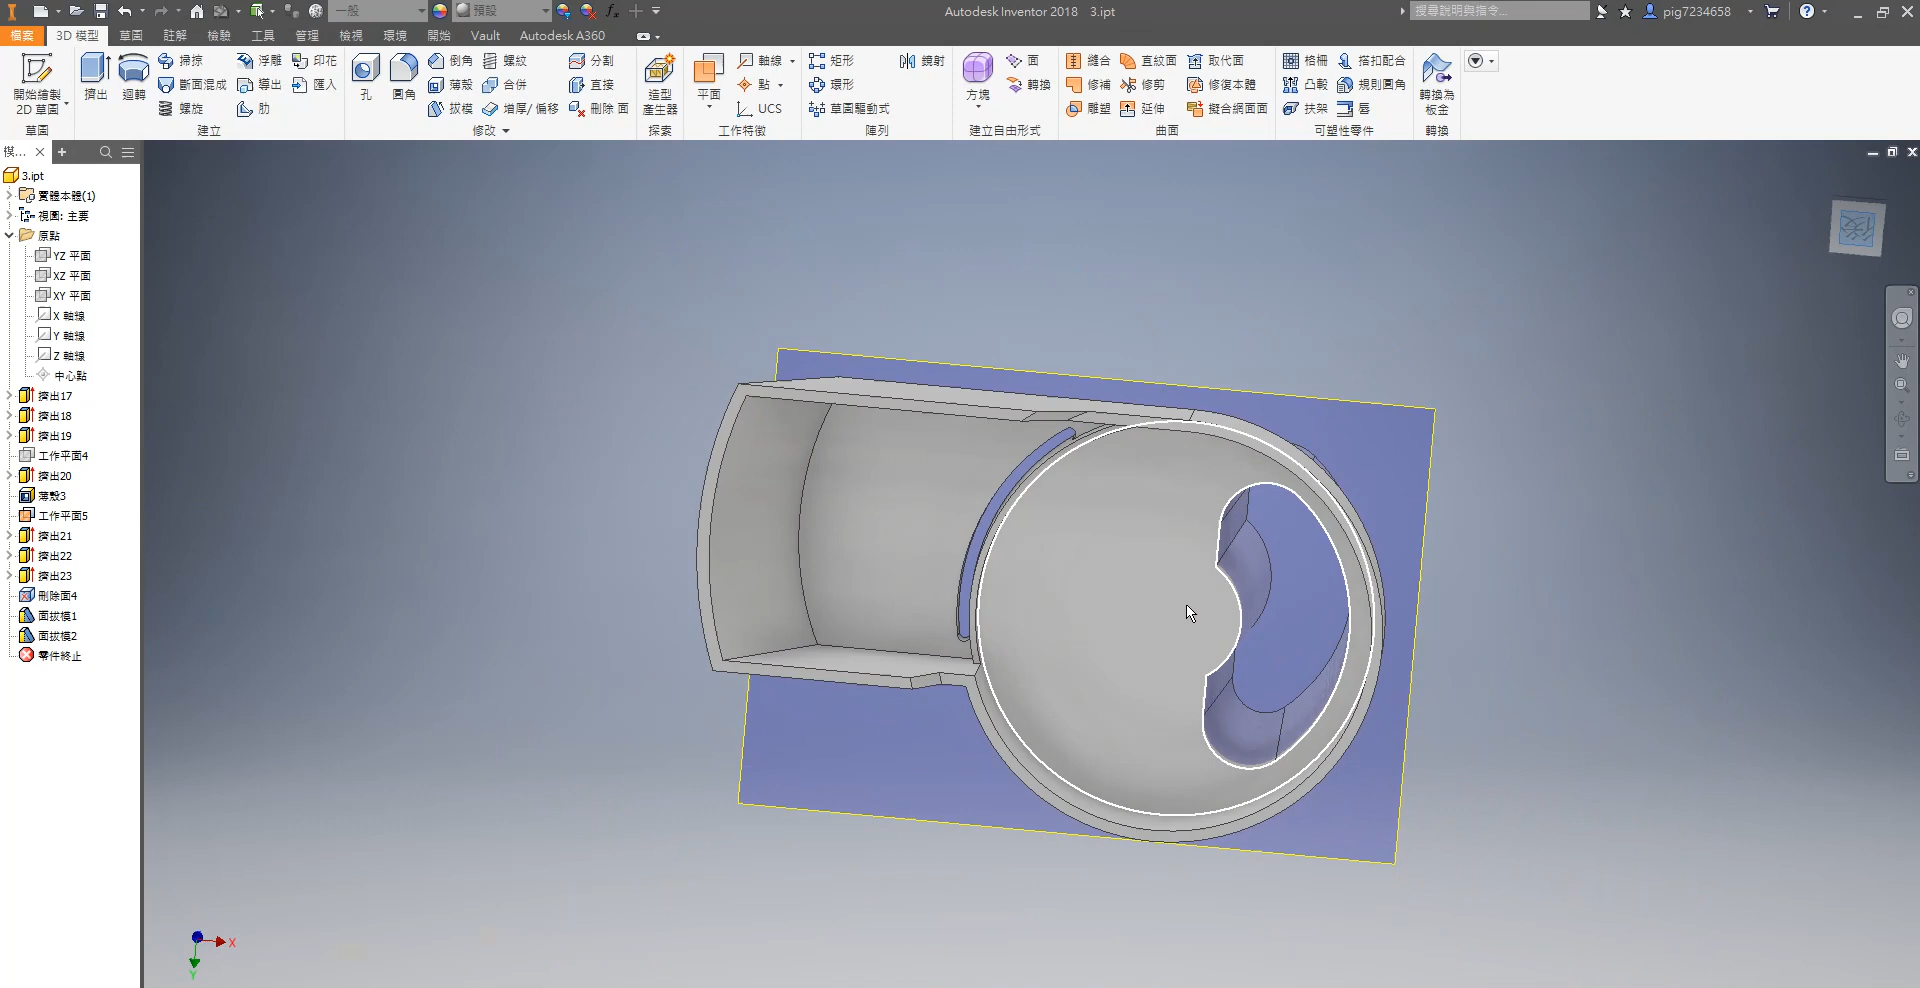 一般
預設
Autodesk Inventor 2018 3.ipt
搜尋說明與指令...
pig7234658
檔案
3D 模型
草圖
註解
檢驗
工具
管理
檢視
環境
開始
Vault
Autodesk A360
開始繪製
2D 草圖
草圖
擠出
迴轉
掃掠
斷面混成
螺旋
浮雕
導出
肋
印花
匯入
建立
孔
圓角
倒角
薄殼
拔模
螺紋
合併
增厚/偏移
分割
直接
刪除 面
修改
造型
產生器
探索
平面
軸線
點
UCS
工作特徵
矩形
環形
草圖驅動式
鏡射
陣列
方塊
面
轉換
建立自由形式
縫合
修補
雕塑
直紋面
修剪
延伸
取代面
修復本體
擬合網面面
曲面
格柵
凸轂
扶架
搭扣配合
規則圓角
唇
可塑性零件
轉換為
板金
轉換
模...
3.ipt
實體本體(1)
視圖: 主要
原點
YZ 平面
XZ 平面
XY 平面
X 軸線
Y 軸線
Z 軸線
中心點
擠出17
擠出18
擠出19
工作平面4
擠出20
薄殼3
工作平面5
擠出21
擠出22
擠出23
刪除面4
面拔模1
面拔模2
零件終止
後
X
Y